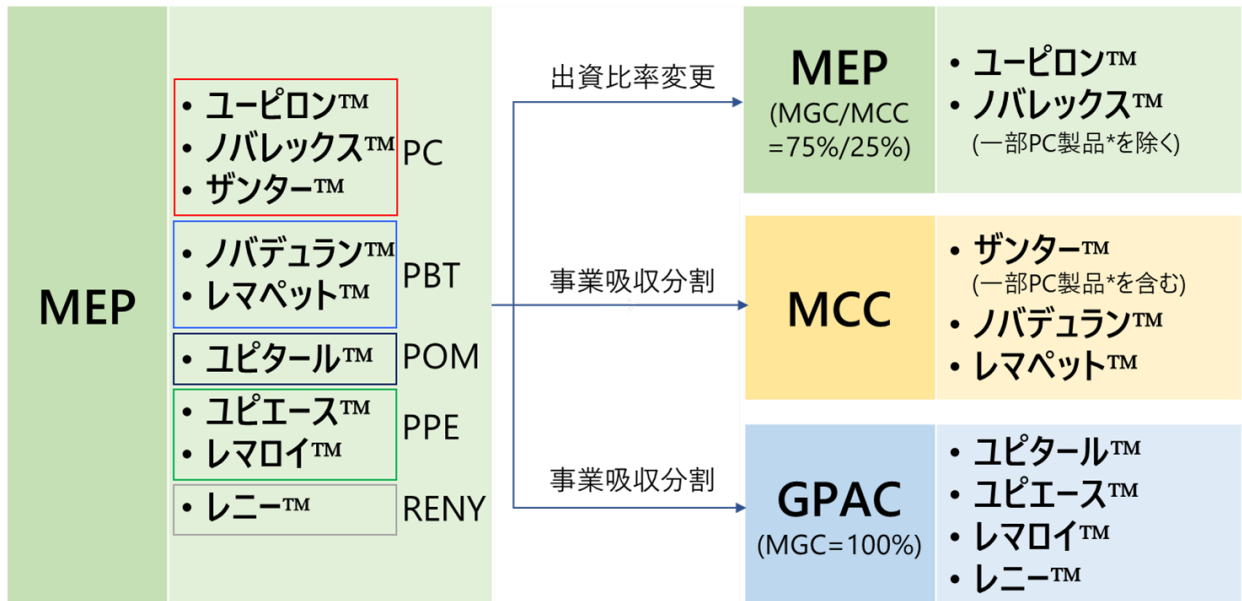 MEP
• ユーピロン™
• ノバレックス™
• ザンター™
PC
• ノバデュラン™
• レマペット™
PBT
• ユピタール™
POM
• ユピエース™
• レマロイ™
PPE
• レニー™
RENY
出資比率変更
事業吸収分割
事業吸収分割
MEP
(MGC/MCC
=75%/25%)
• ユーピロン™
• ノバレックス™
(一部PC製品*を除く)
MCC
• ザンター™
(一部PC製品*を含む)
• ノバデュラン™
• レマペット™
GPAC
(MGC=100%)
• ユピタール™
• ユピエース™
• レマロイ™
• レニー™